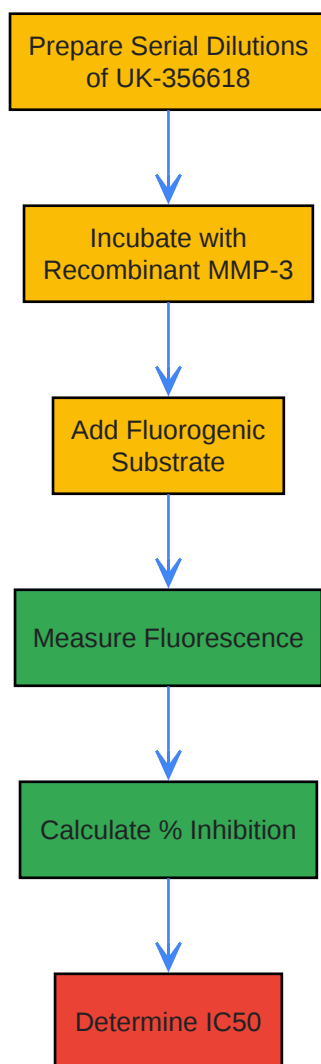 Prepare Serial Dilutions
of UK-356618
Incubate with
Recombinant MMP-3
Add Fluorogenic
Substrate
Measure Fluorescence
Calculate % Inhibition
Determine IC50